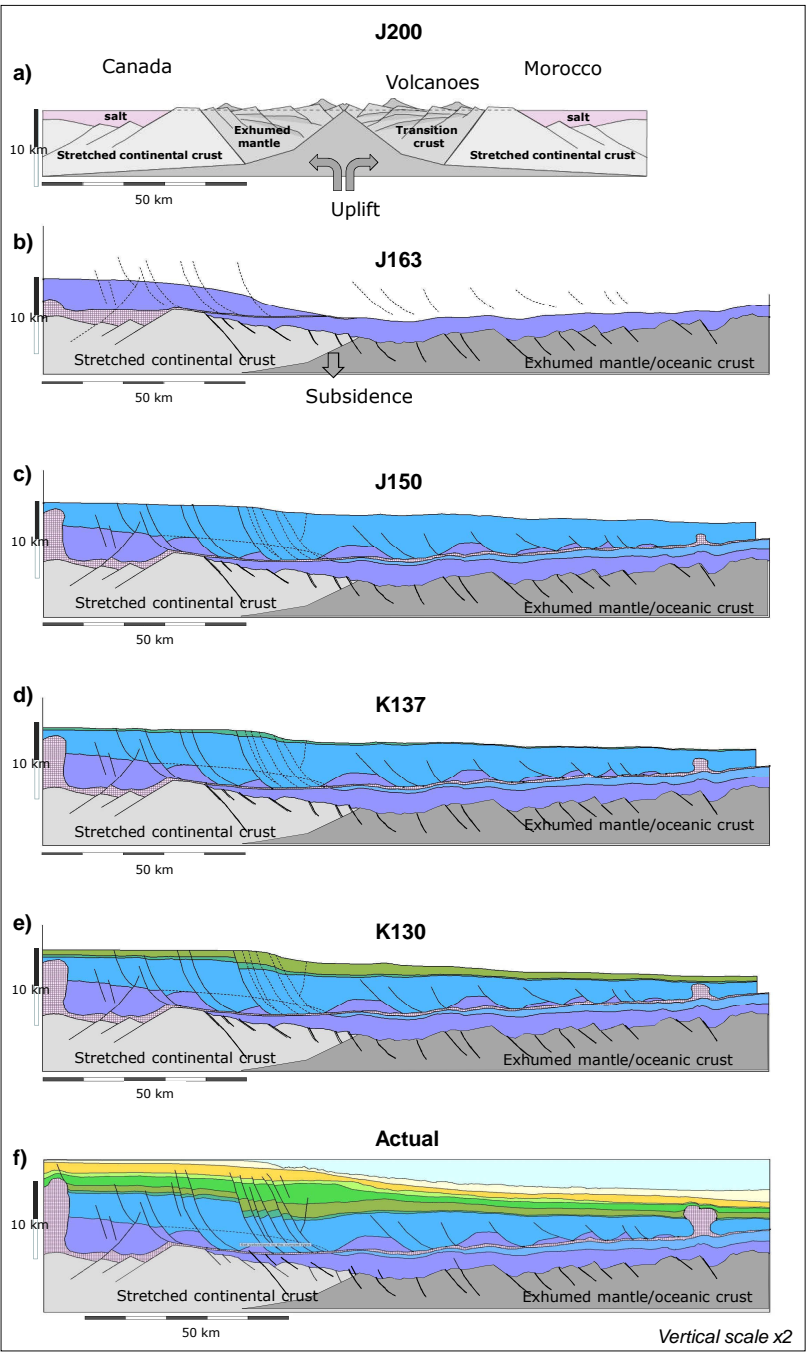 J200
a)
Canada
Volcanoes
Morocco
salt
salt
Exhumed
mantle
Transition
crust
10 km
Stretched continental crust
Stretched continental crust
50 km
Uplift
b)
J163
10 km
Stretched continental crust
Exhumed mantle/oceanic crust
50 km
Subsidence
c)
J150
10 km
Stretched continental crust
Exhumed mantle/oceanic crust
50 km
d)
K137
10 km
Stretched continental crust
Exhumed mantle/oceanic crust
50 km
e)
K130
10 km
Stretched continental crust
Exhumed mantle/oceanic crust
50 km
Actual
f)
10 km
Stretched continental crust
Exhumed mantle/oceanic crust
50 km
Vertical scale x2